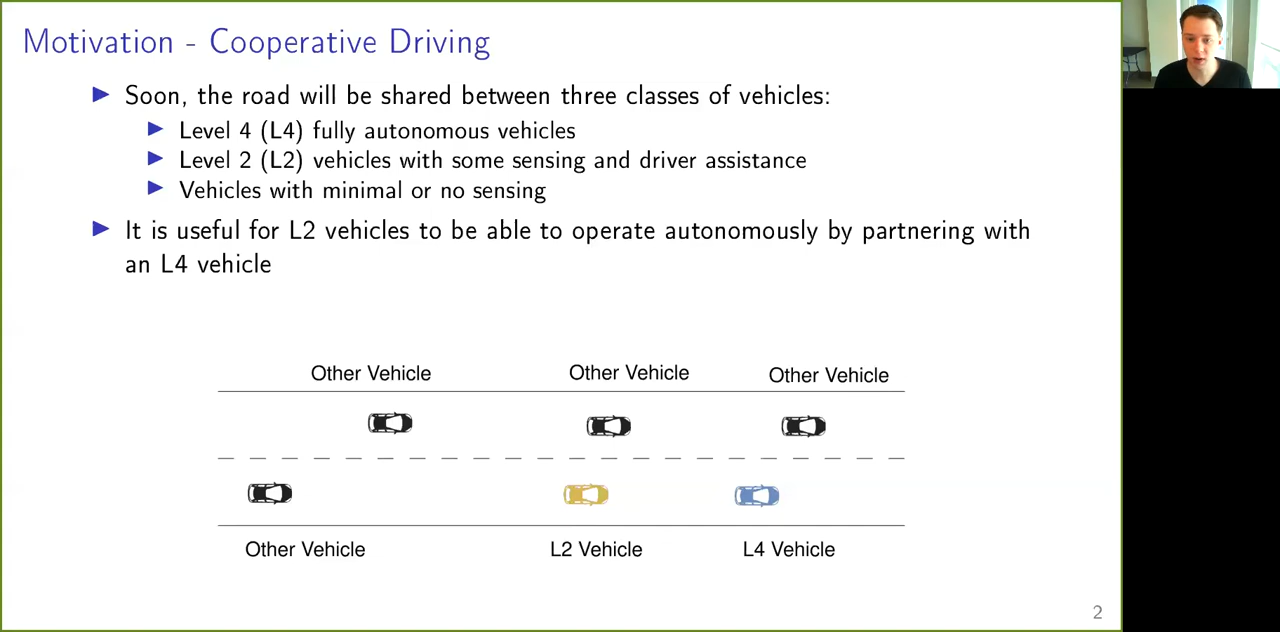 Motivation - Cooperative Driving
Soon, the road will be shared between three classes of vehicles:
Level 4 (L4) fully autonomous vehicles
Level 2 (L2) vehicles with some sensing and driver assistance
Vehicles with minimal or no sensing
It is useful for L2 vehicles to be able to operate autonomously by partnering with
an L4 vehicle
Other Vehicle
Other Vehicle
Other Vehicle
Other Vehicle
L2 Vehicle
L4 Vehicle
2